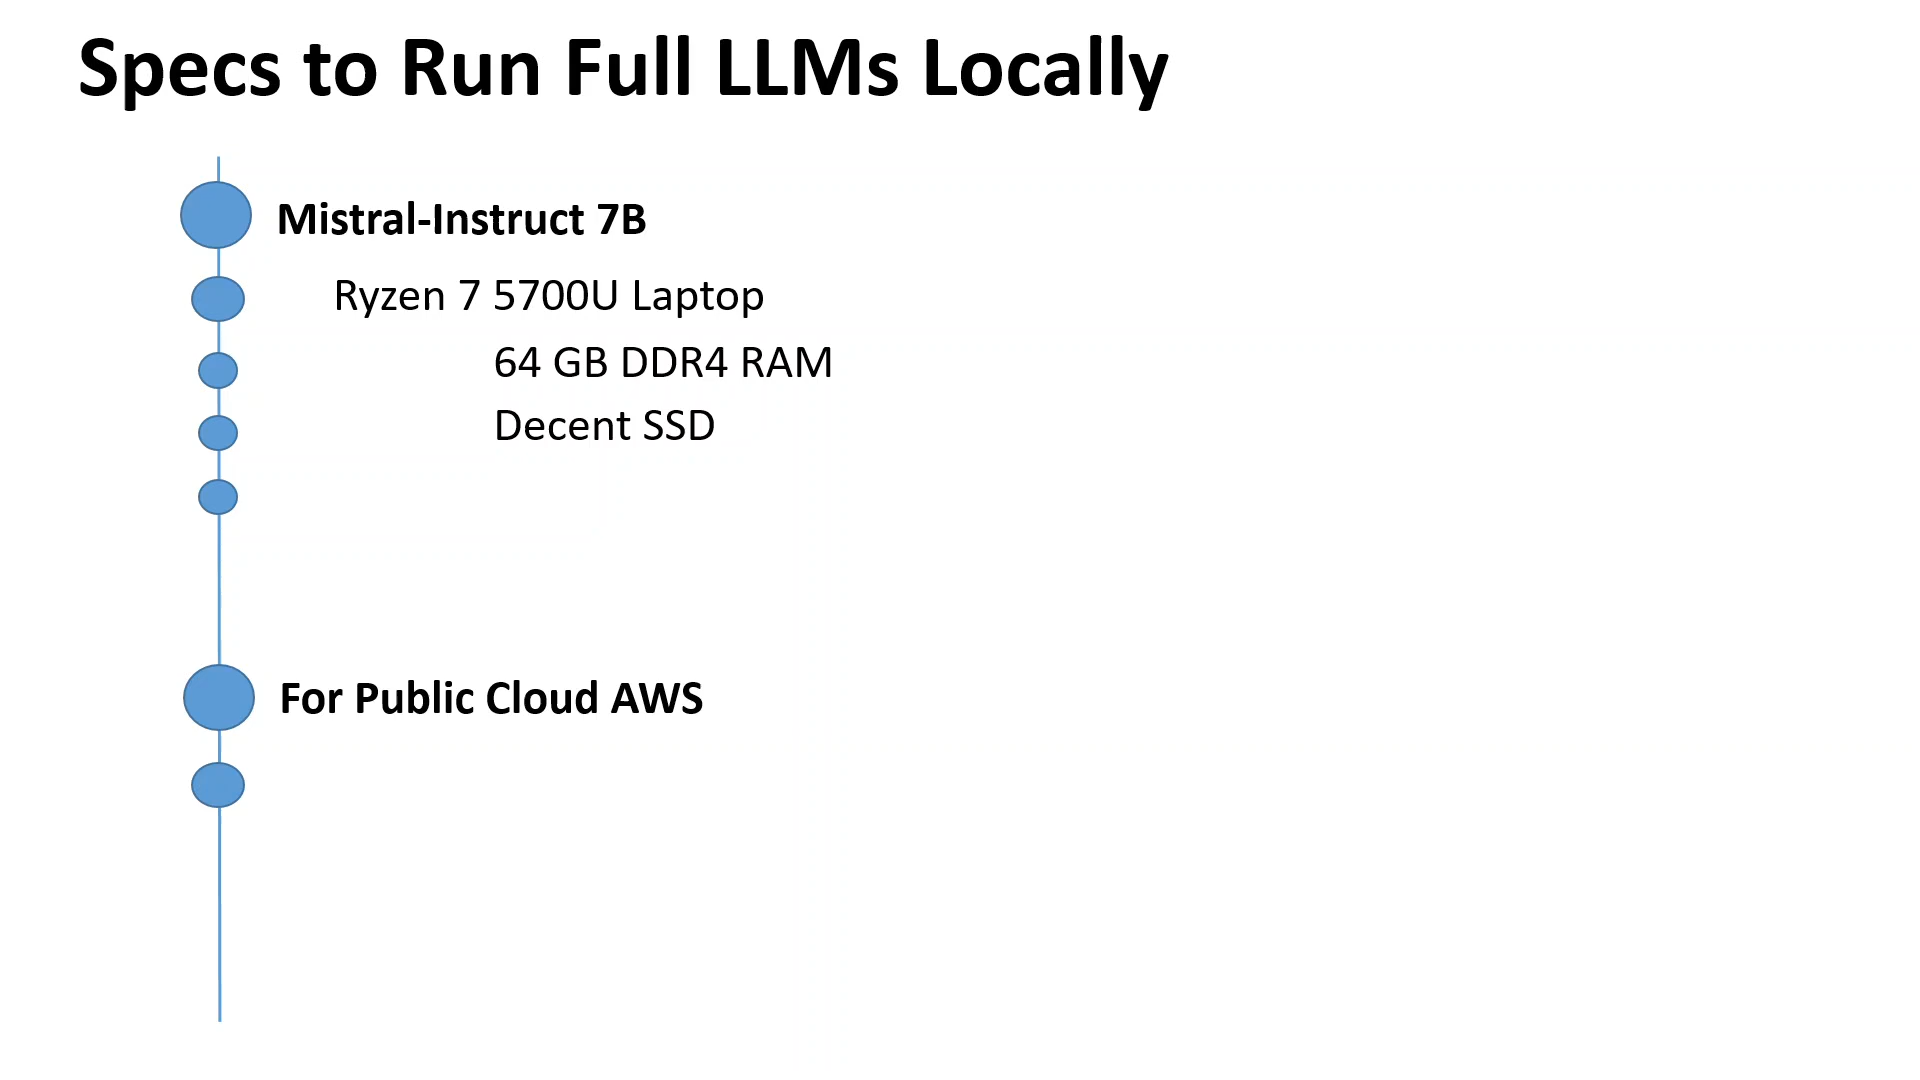 Specs to Run Full LLMs Locally
Mistral-Instruct 7B
Ryzen 7 5700U Laptop
64 GB DDR4 RAM
Decent SSD
For Public Cloud AWS